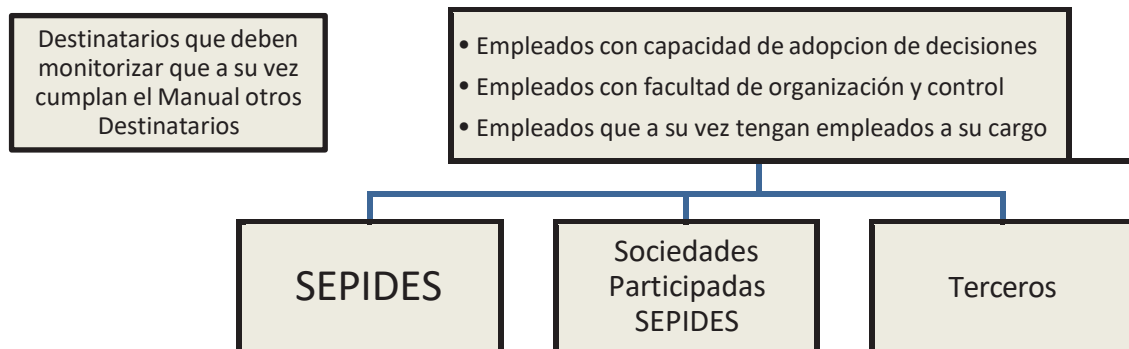 Destinatarios que deben
monitorizar que a su vez
cumplan el Manual otros
Destinatarios
• Empleados con capacidad de adopcion de decisiones
• Empleados con facultad de organización y control
• Empleados que a su vez tengan empleados a su cargo
SEPIDES
Sociedades
Participadas
SEPIDES
Terceros